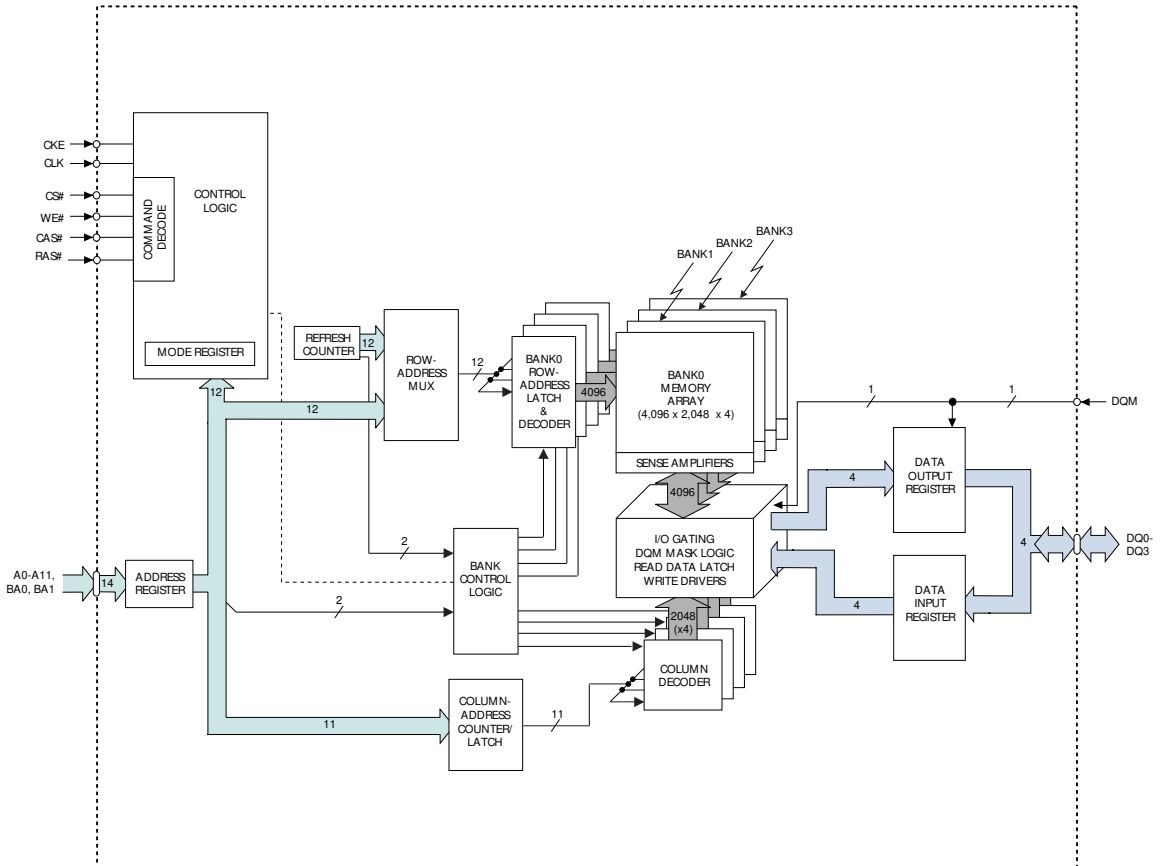 CKE
CLK
CS#
WE#
CAS#
RAS#
COMMAND
DECODE
CONTROL
LOGIC
MODE REGISTER
12
REFRESH
COUNTER
12
12
ROW-
ADDRESS
MUX
12
BANK0
ROW-
ADDRESS
LATCH
&
DECODER
4096
BANK1
BANK2
BANK3
BANK0
MEMORY
ARRAY
(4,096 x 2,048 x 4)
SENSE AMPLIFIERS
4096
I/O GATING
DQM MASK LOGIC
READ DATA LATCH
WRITE DRIVERS
2048
(x4)
COLUMN
DECODER
1
1
DQM
DATA
OUTPUT
REGISTER
4
4
DQ0-
DQ3
DATA
INPUT
REGISTER
4
A0-A11,
BA0, BA1
14
ADDRESS
REGISTER
2
2
BANK
CONTROL
LOGIC
11
COLUMN-
ADDRESS
COUNTER/
LATCH
11